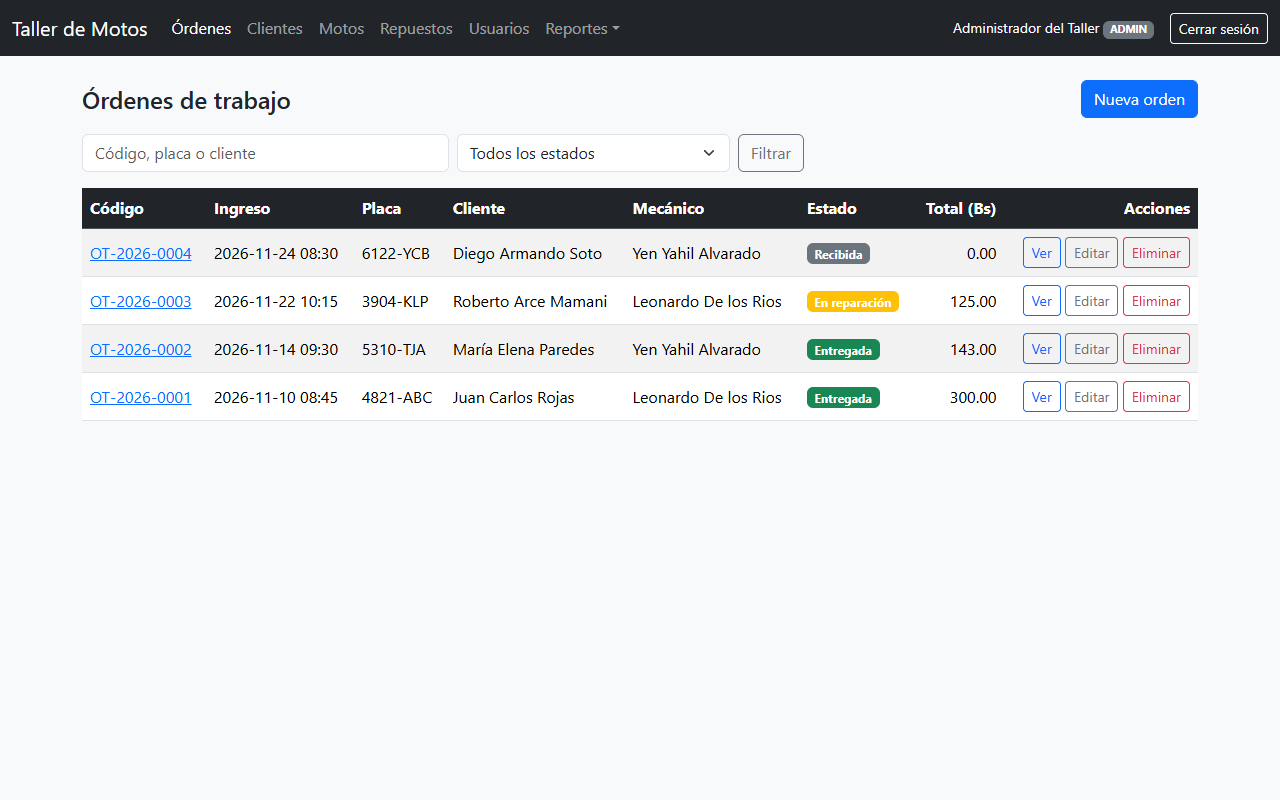 Taller de Motos Órdenes Clientes Motos Repuestos Usuarios Reportes Administrador del Taller ADMIN Cerrar sesión
Órdenes de trabajo Nueva orden
Código, placa o cliente Todos los estados Filtrar
Código Ingreso Placa Cliente Mecánico Estado Total (Bs) Acciones
OT-2026-0004 2026-11-24 08:30 6122-YCB Diego Armando Soto Yen Yahil Alvarado Recibida 0.00 Ver Editar Eliminar
OT-2026-0003 2026-11-22 10:15 3904-KLP Roberto Arce Mamani Leonardo De los Rios En reparación 125.00 Ver Editar Eliminar
OT-2026-0002 2026-11-14 09:30 5310-TJA María Elena Paredes Yen Yahil Alvarado Entregada 143.00 Ver Editar Eliminar
OT-2026-0001 2026-11-10 08:45 4821-ABC Juan Carlos Rojas Leonardo De los Rios Entregada 300.00 Ver Editar Eliminar